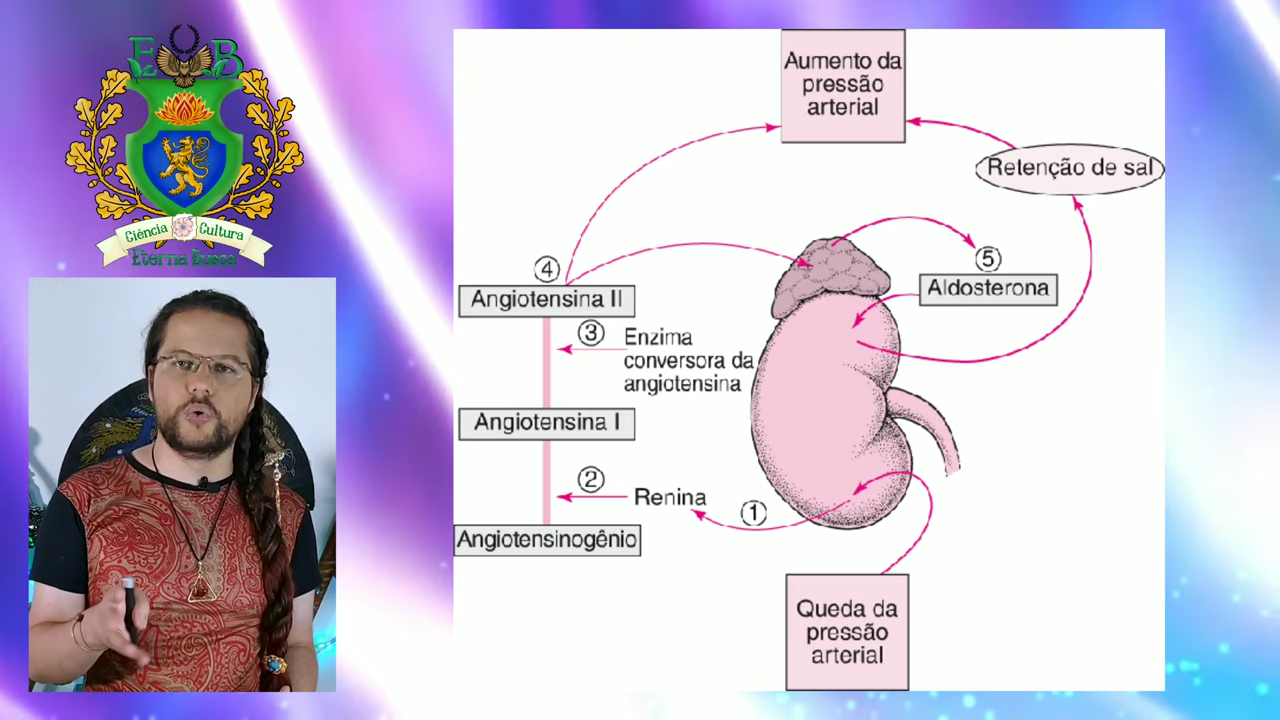 E B
Ciência Cultura
Eterna Busca
Aumento da
pressão
arterial
Retenção de sal
④
Angiotensina II
⑤
Aldosterona
③
Enzima
conversora da
angiotensina
Angiotensina I
②
Renina
①
Angiotensinogênio
Queda da
pressão
arterial